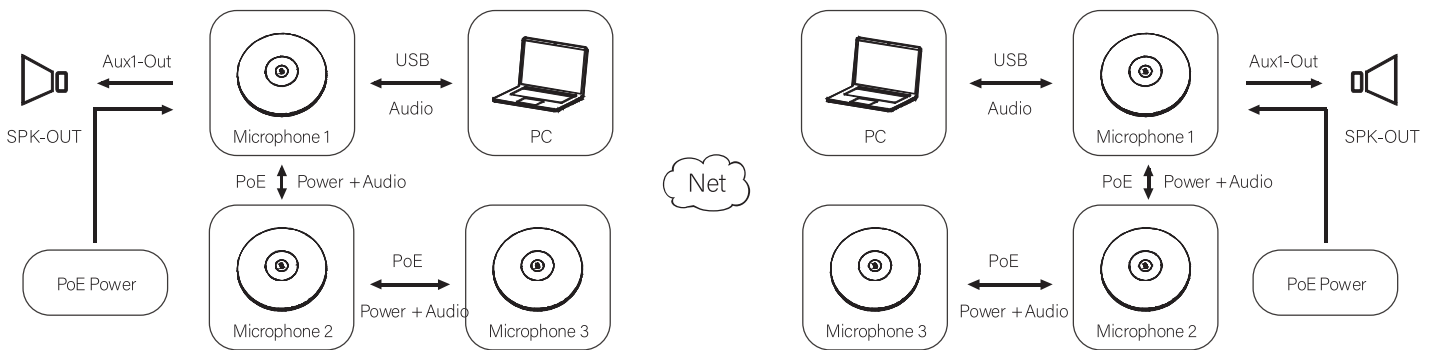 Aux1-Out
SPK-OUT
Microphone 1
USB
Audio
PC
PoE Power + Audio
PoE Power
Microphone 2
PoE
Power + Audio
Microphone 3
Net
PC
USB
Audio
Microphone 1
Aux1-Out
SPK-OUT
PoE Power + Audio
Microphone 3
PoE
Power + Audio
Microphone 2
PoE Power